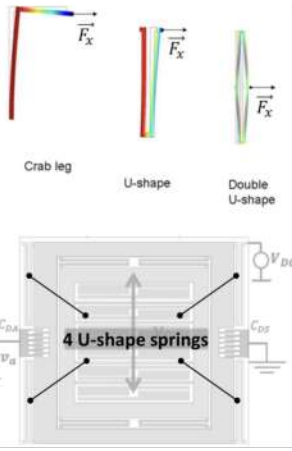 F_x
F_x
F_x
Crab leg
U-shape
Double
U-shape
V_DC
C_DA
v_a
C_DS
4 U-shape springs